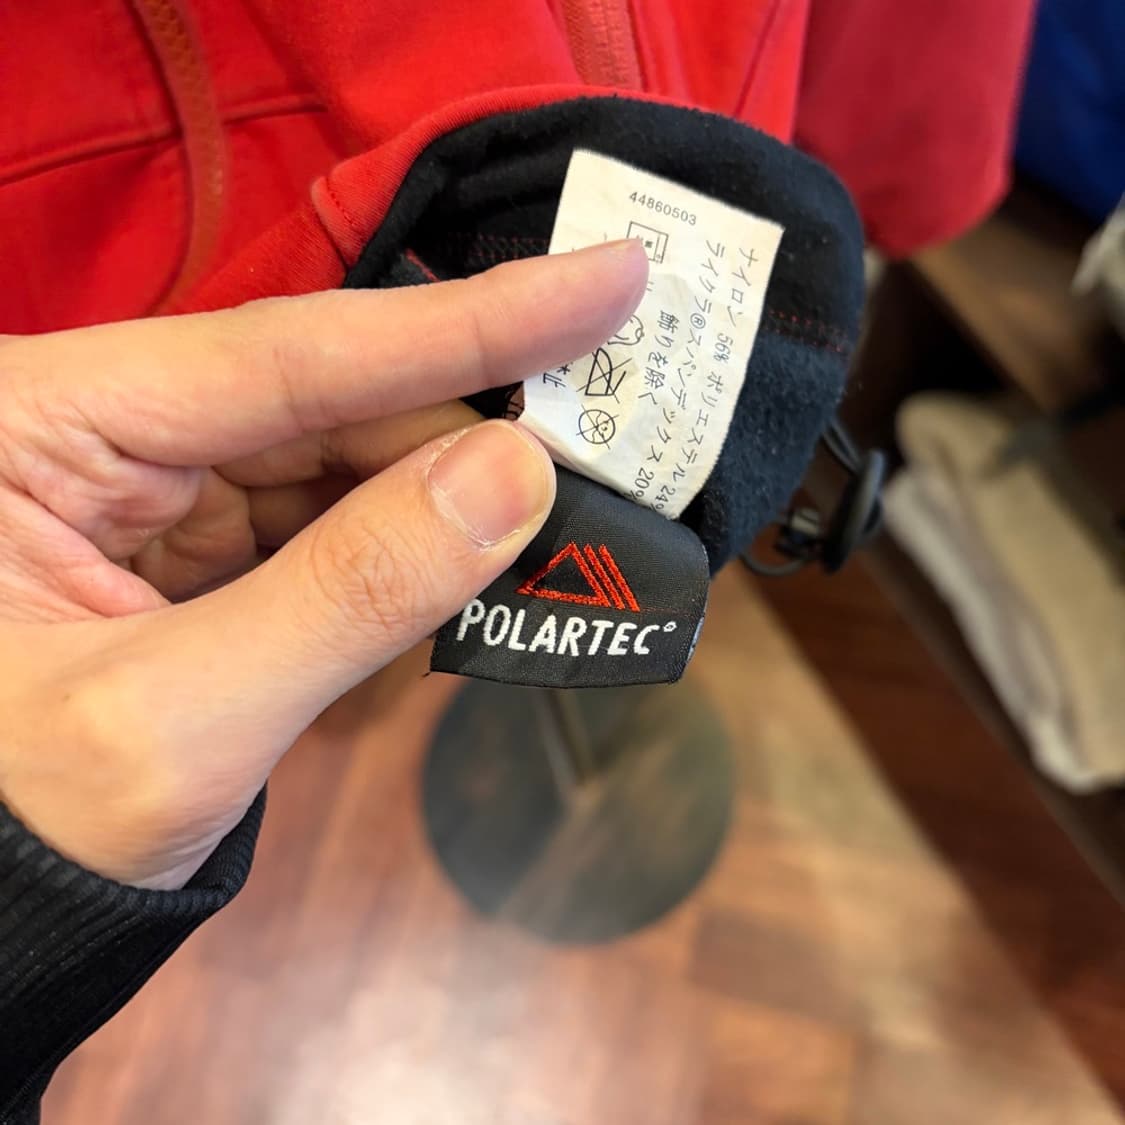 44860503
ナイロン 56% ポリエステル 24%
ライクラ®スパンデックス 20%
飾りを除く
POLARTEC®